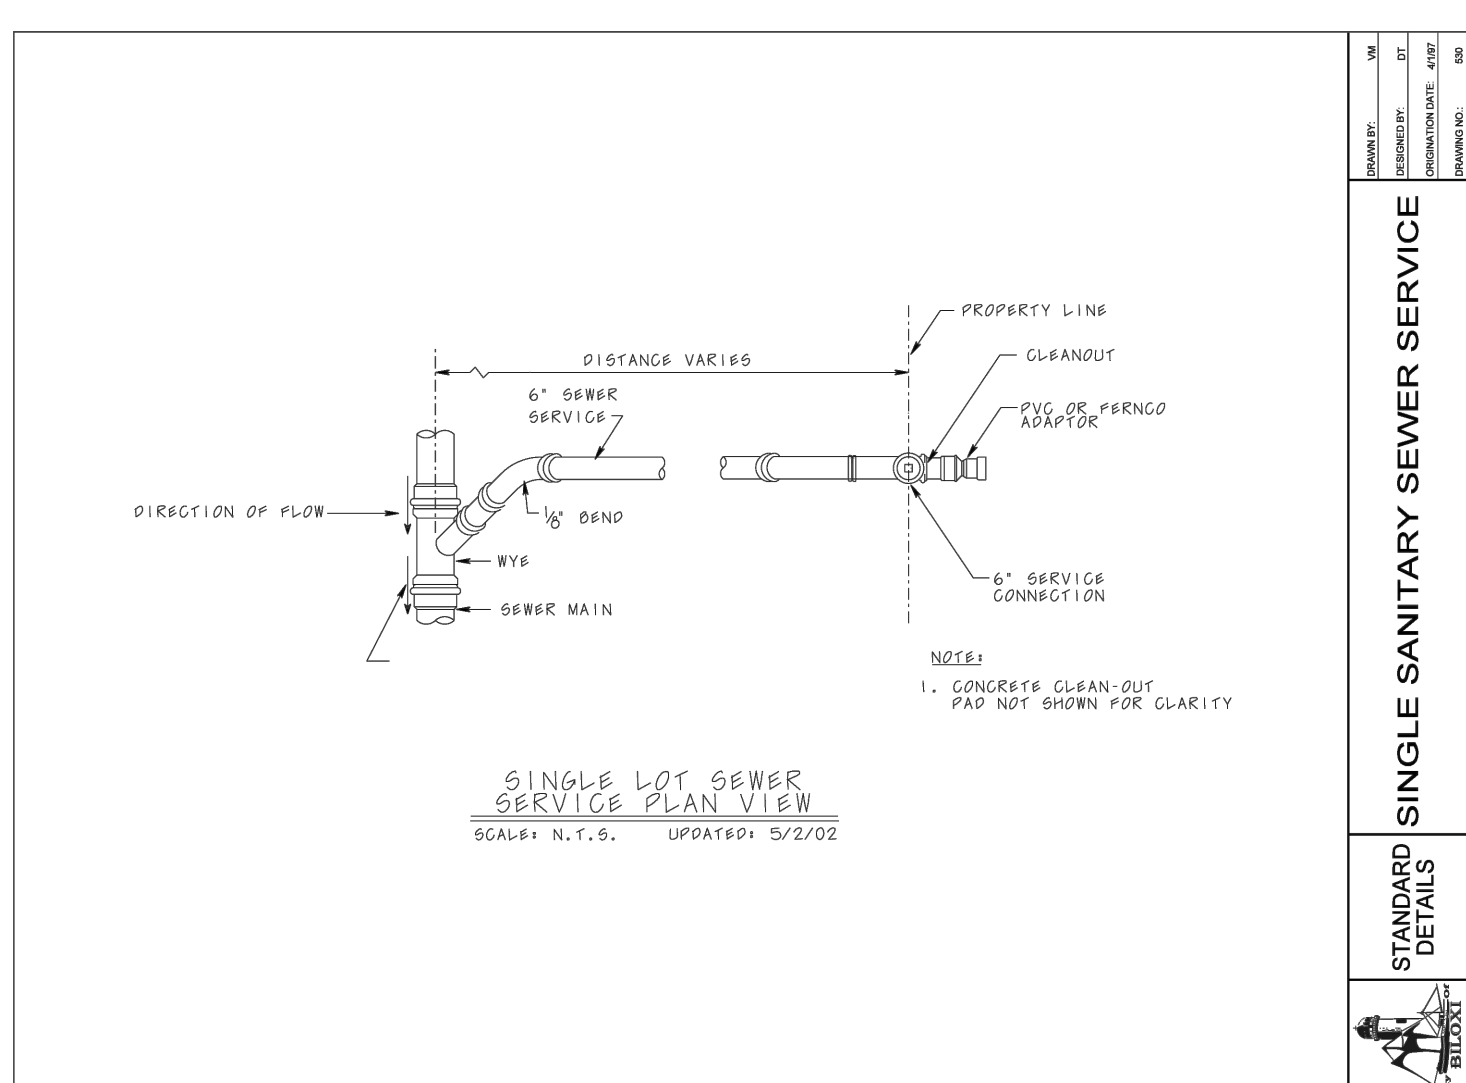 PROPERTY LINE
CLEANOUT
DISTANCE VARIES
6" SEWER
SERVICE
PVC OR FERNCO
ADAPTOR
DIRECTION OF FLOW
1/8" BEND
WYE
6" SERVICE
CONNECTION
SEWER MAIN
NOTE:
1. CONCRETE CLEAN-OUT
PAD NOT SHOWN FOR CLARITY
SINGLE LOT SEWER
SERVICE PLAN VIEW
SCALE: N.T.S. UPDATED: 5/2/02
DRAWN BY: VM
DESIGNED BY: DT
ORIGINATION DATE: 4/1/97
DRAWING NO.: 530
SINGLE SANITARY SEWER SERVICE
STANDARD
DETAILS
of
BILOXI